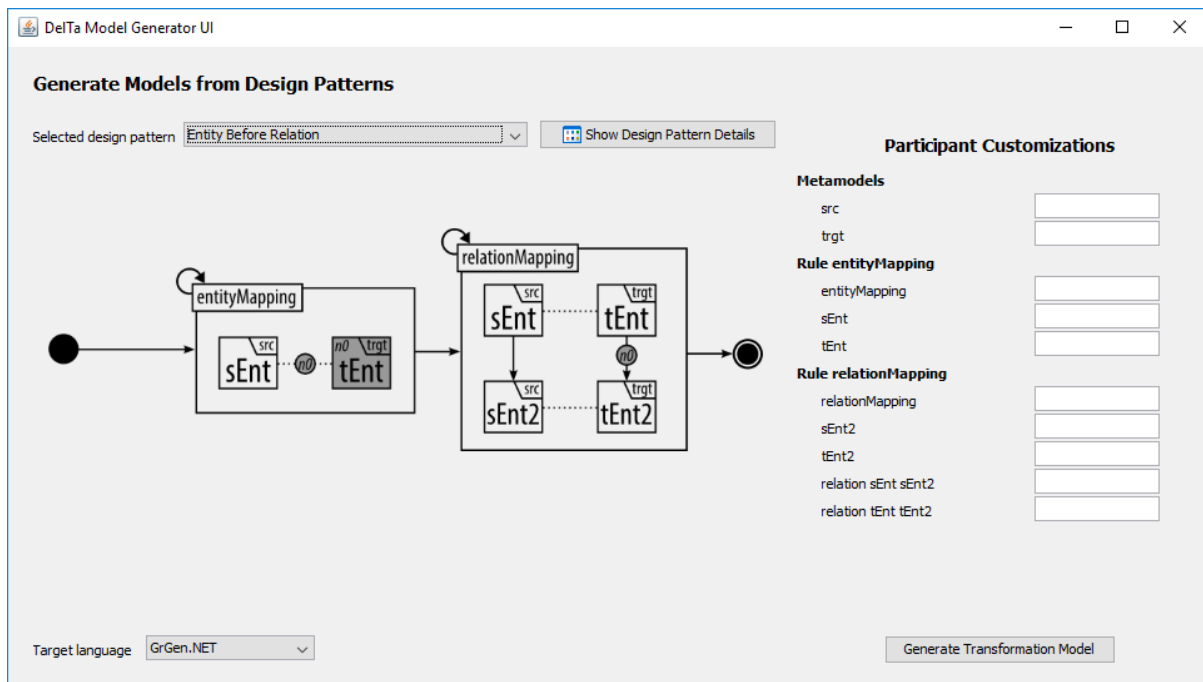 DelTa Model Generator UI
Generate Models from Design Patterns
Selected design pattern Entity Before Relation Show Design Pattern Details
entityMapping
src
sEnt
n0
n0 trgt
tEnt
relationMapping
src
sEnt
trgt
tEnt
n0
src
sEnt2
trgt
tEnt2
Participant Customizations
Metamodels
src
trgt
Rule entityMapping
entityMapping
sEnt
tEnt
Rule relationMapping
relationMapping
sEnt2
tEnt2
relation sEnt sEnt2
relation tEnt tEnt2
Target language GrGen.NET
Generate Transformation Model